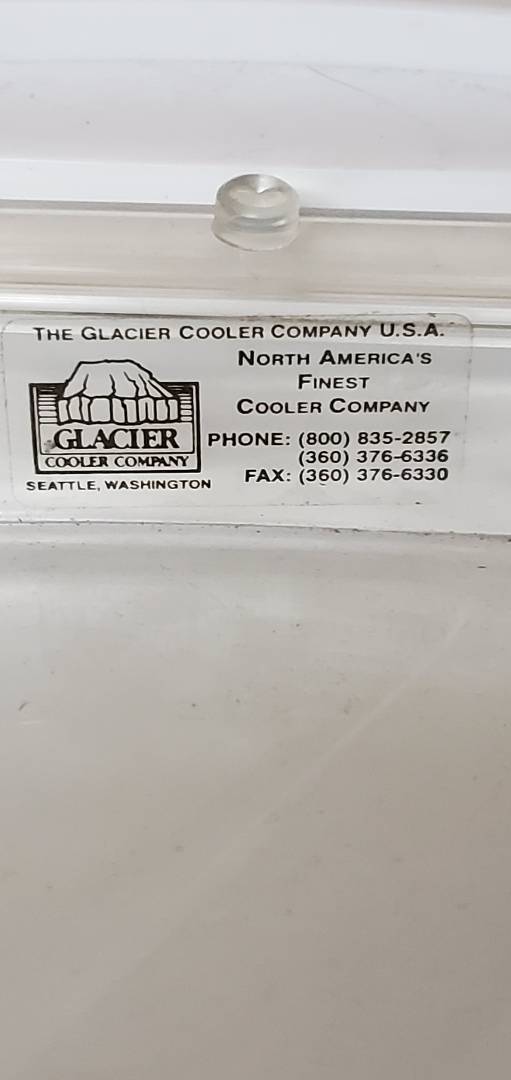 THE GLACIER COOLER COMPANY U.S.A.
NORTH AMERICA'S
FINEST
COOLER COMPANY
GLACIER
COOLER COMPANY
SEATTLE, WASHINGTON
PHONE: (800) 835-2857
(360) 376-6336
FAX: (360) 376-6330